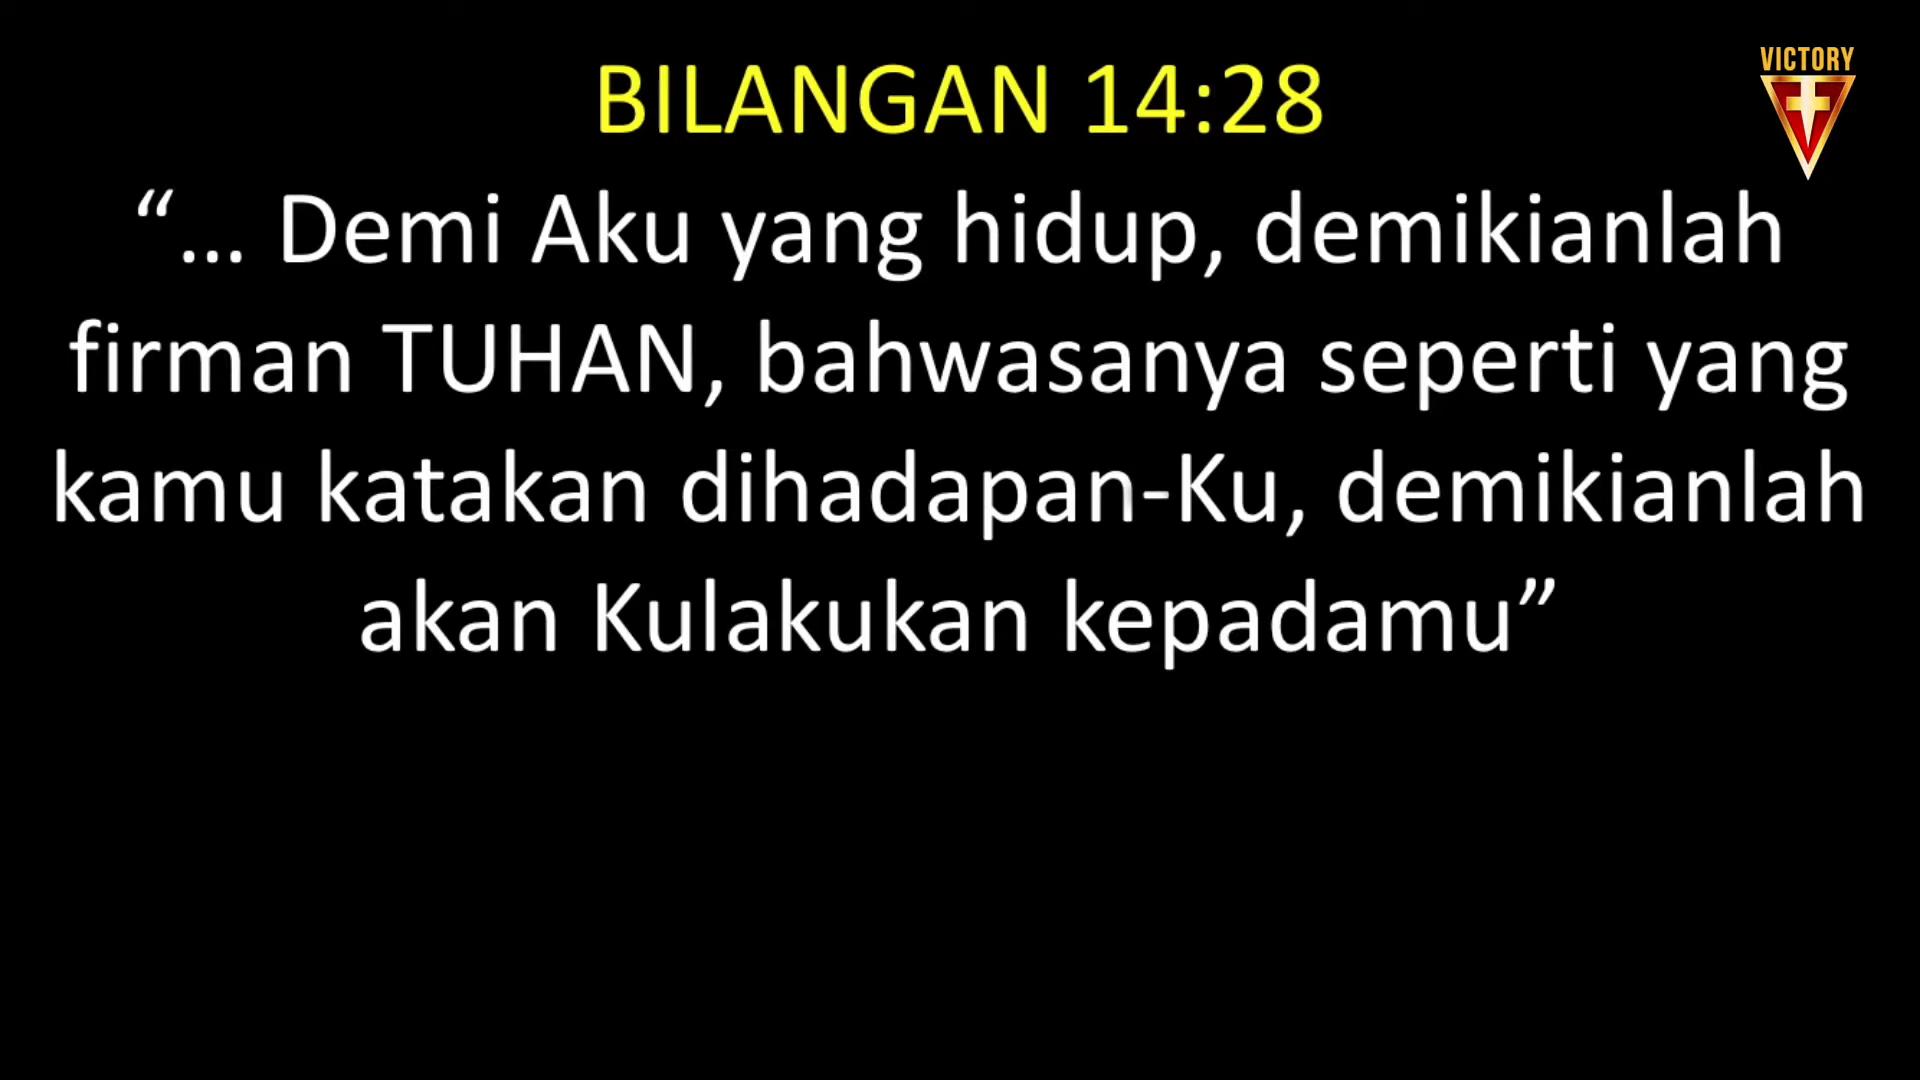 BILANGAN 14:28
VICTORY
“... Demi Aku yang hidup, demikianlah
firman TUHAN, bahwasanya seperti yang
kamu katakan dihadapan-Ku, demikianlah
akan Kulakukan kepadamu”